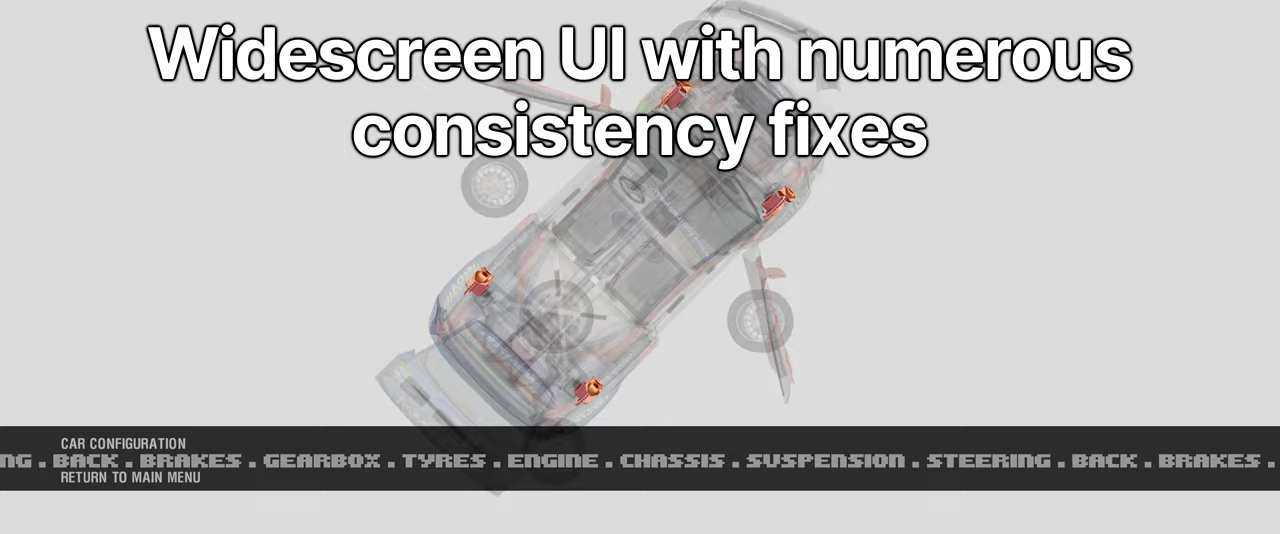 Widescreen UI with numerous
consistency fixes
CAR CONFIGURATION
NG . BACK . BRAKES . GEARBOX . TYRES . ENGINE . CHASSIS . SUSPENSION . STEERING . BACK . BRAKES .
RETURN TO MAIN MENU